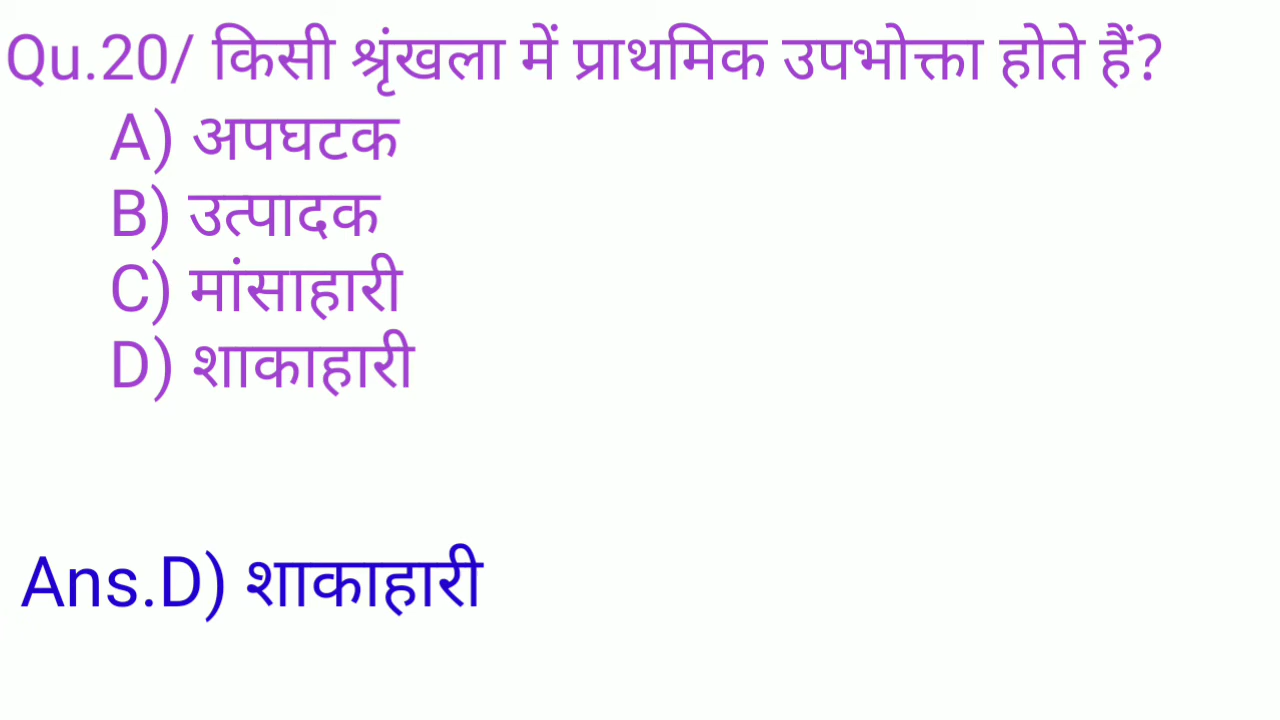 Qu.20/ किसी श्रृंखला में प्राथमिक उपभोक्ता होते हैं?
A) अपघटक
B) उत्पादक
C) मांसाहारी
D) शाकाहारी
Ans.D) शाकाहारी